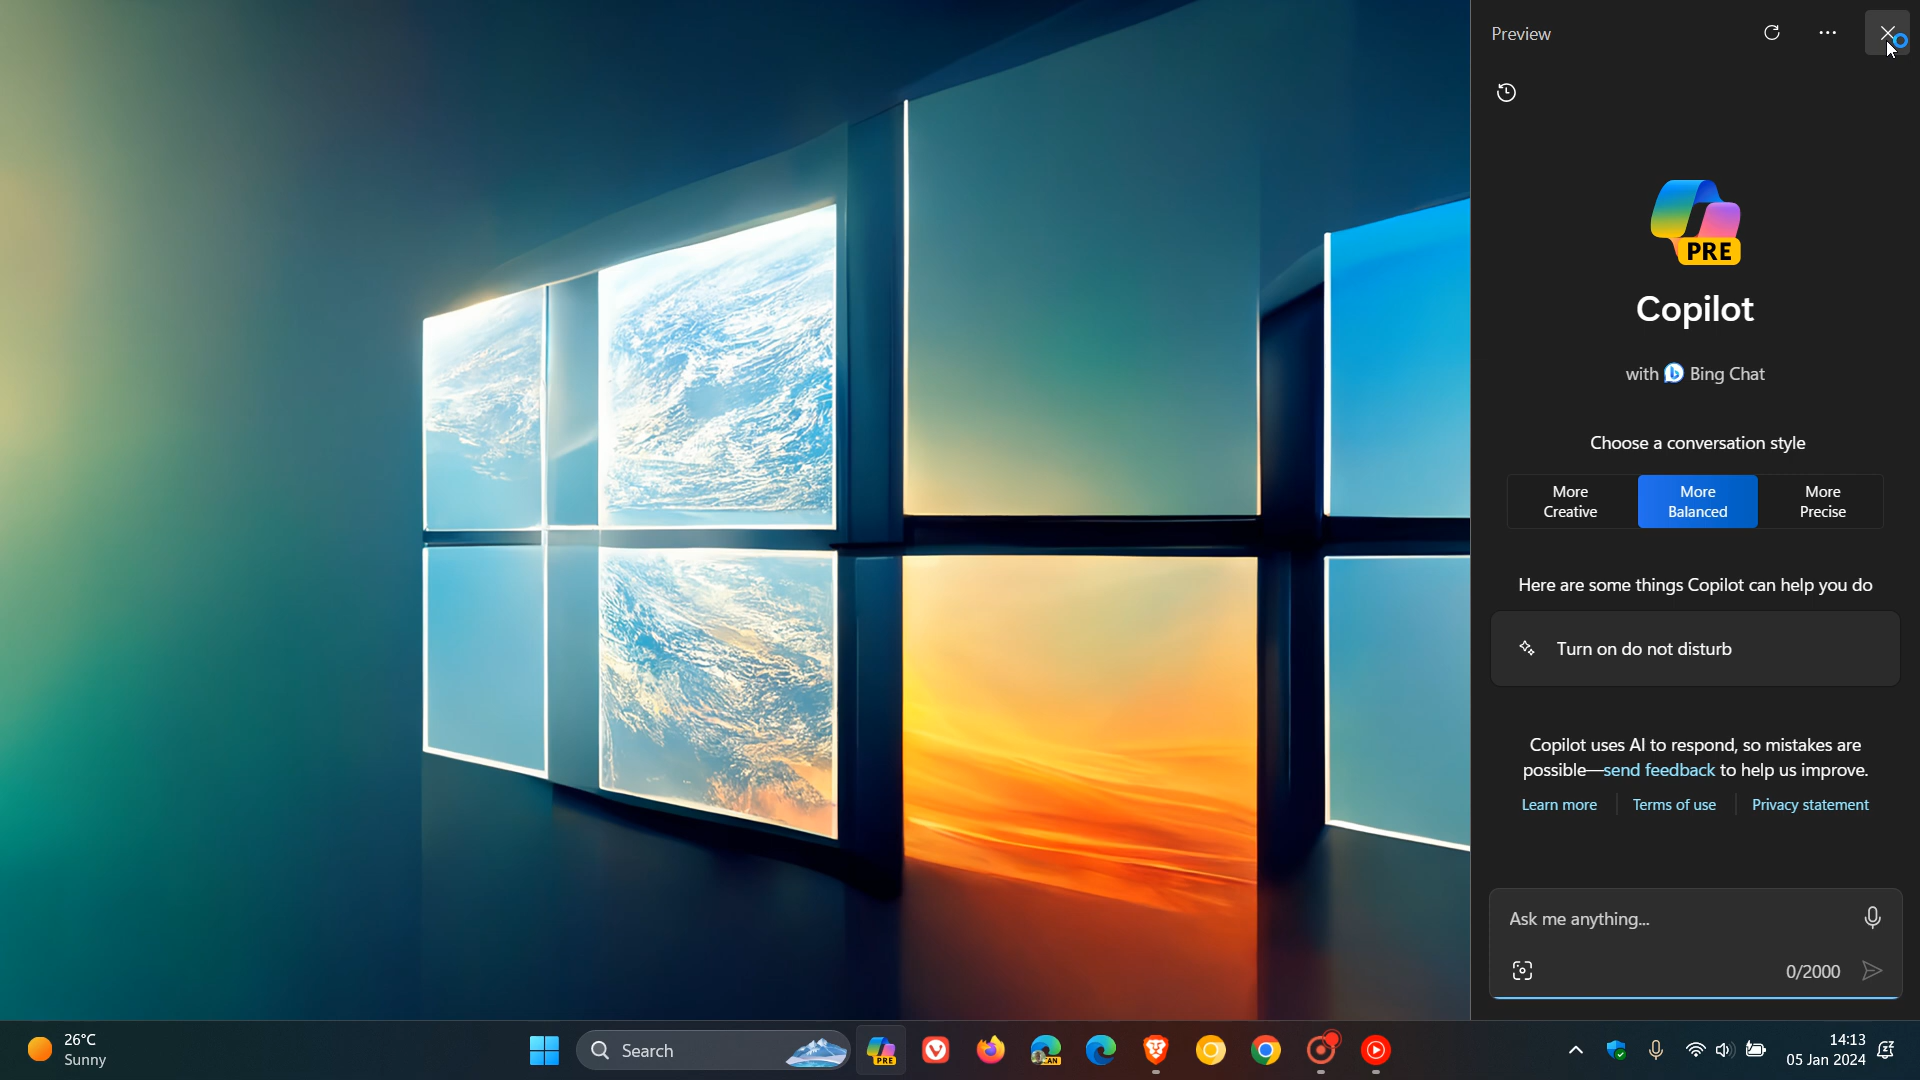 Preview
PRE
Copilot
with b Bing Chat
Choose a conversation style
More
Creative
More
Balanced
More
Precise
Here are some things Copilot can help you do
Turn on do not disturb
Copilot uses AI to respond, so mistakes are
possible—send feedback to help us improve.
Learn more
Terms of use
Privacy statement
Ask me anything...
0/2000
26°C
Sunny
Search
PRE
CAN
14:13
05 Jan 2024